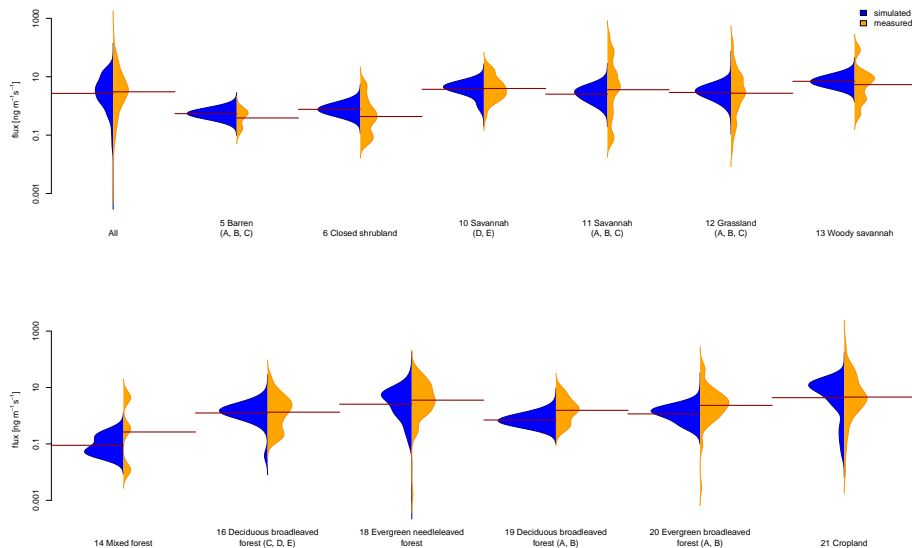 simulated
measured
flux [ng m⁻² s⁻¹]
1000
10
0.1
0.001
All
5 Barren
(A, B, C)
6 Closed shrubland
10 Savannah
(D, E)
11 Savannah
(A, B, C)
12 Grassland
(A, B, C)
13 Woody savannah
flux [ng m⁻² s⁻¹]
1000
10
0.1
0.001
14 Mixed forest
16 Deciduous broadleaved
forest (C, D, E)
18 Evergreen needleleaved
forest
19 Deciduous broadleaved
forest (A, B)
20 Evergreen broadleaved
forest (A, B)
21 Cropland